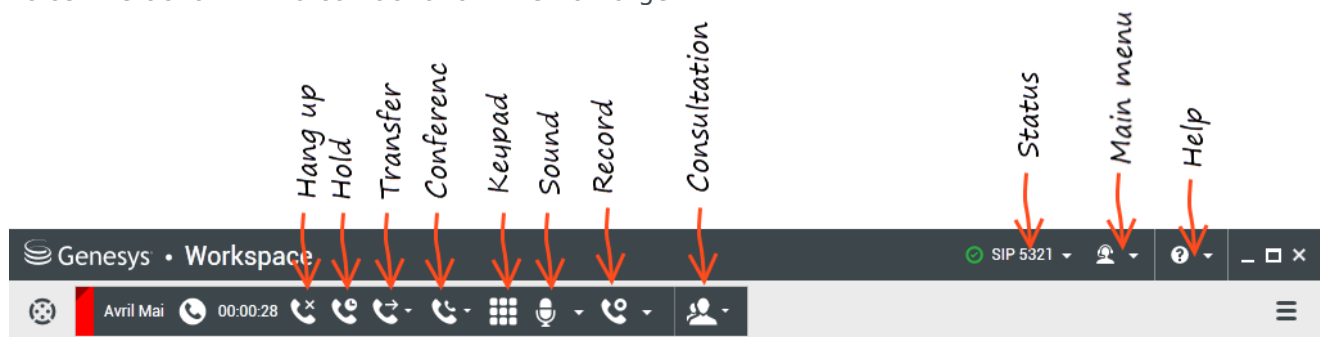 Hang up
Hold
Transfer
Conferenc
Keypad
Sound
Record
Consultation
Status
Main menu
Help
Genesys • Workspace
SIP 5321
Avril Mai 00:00:28